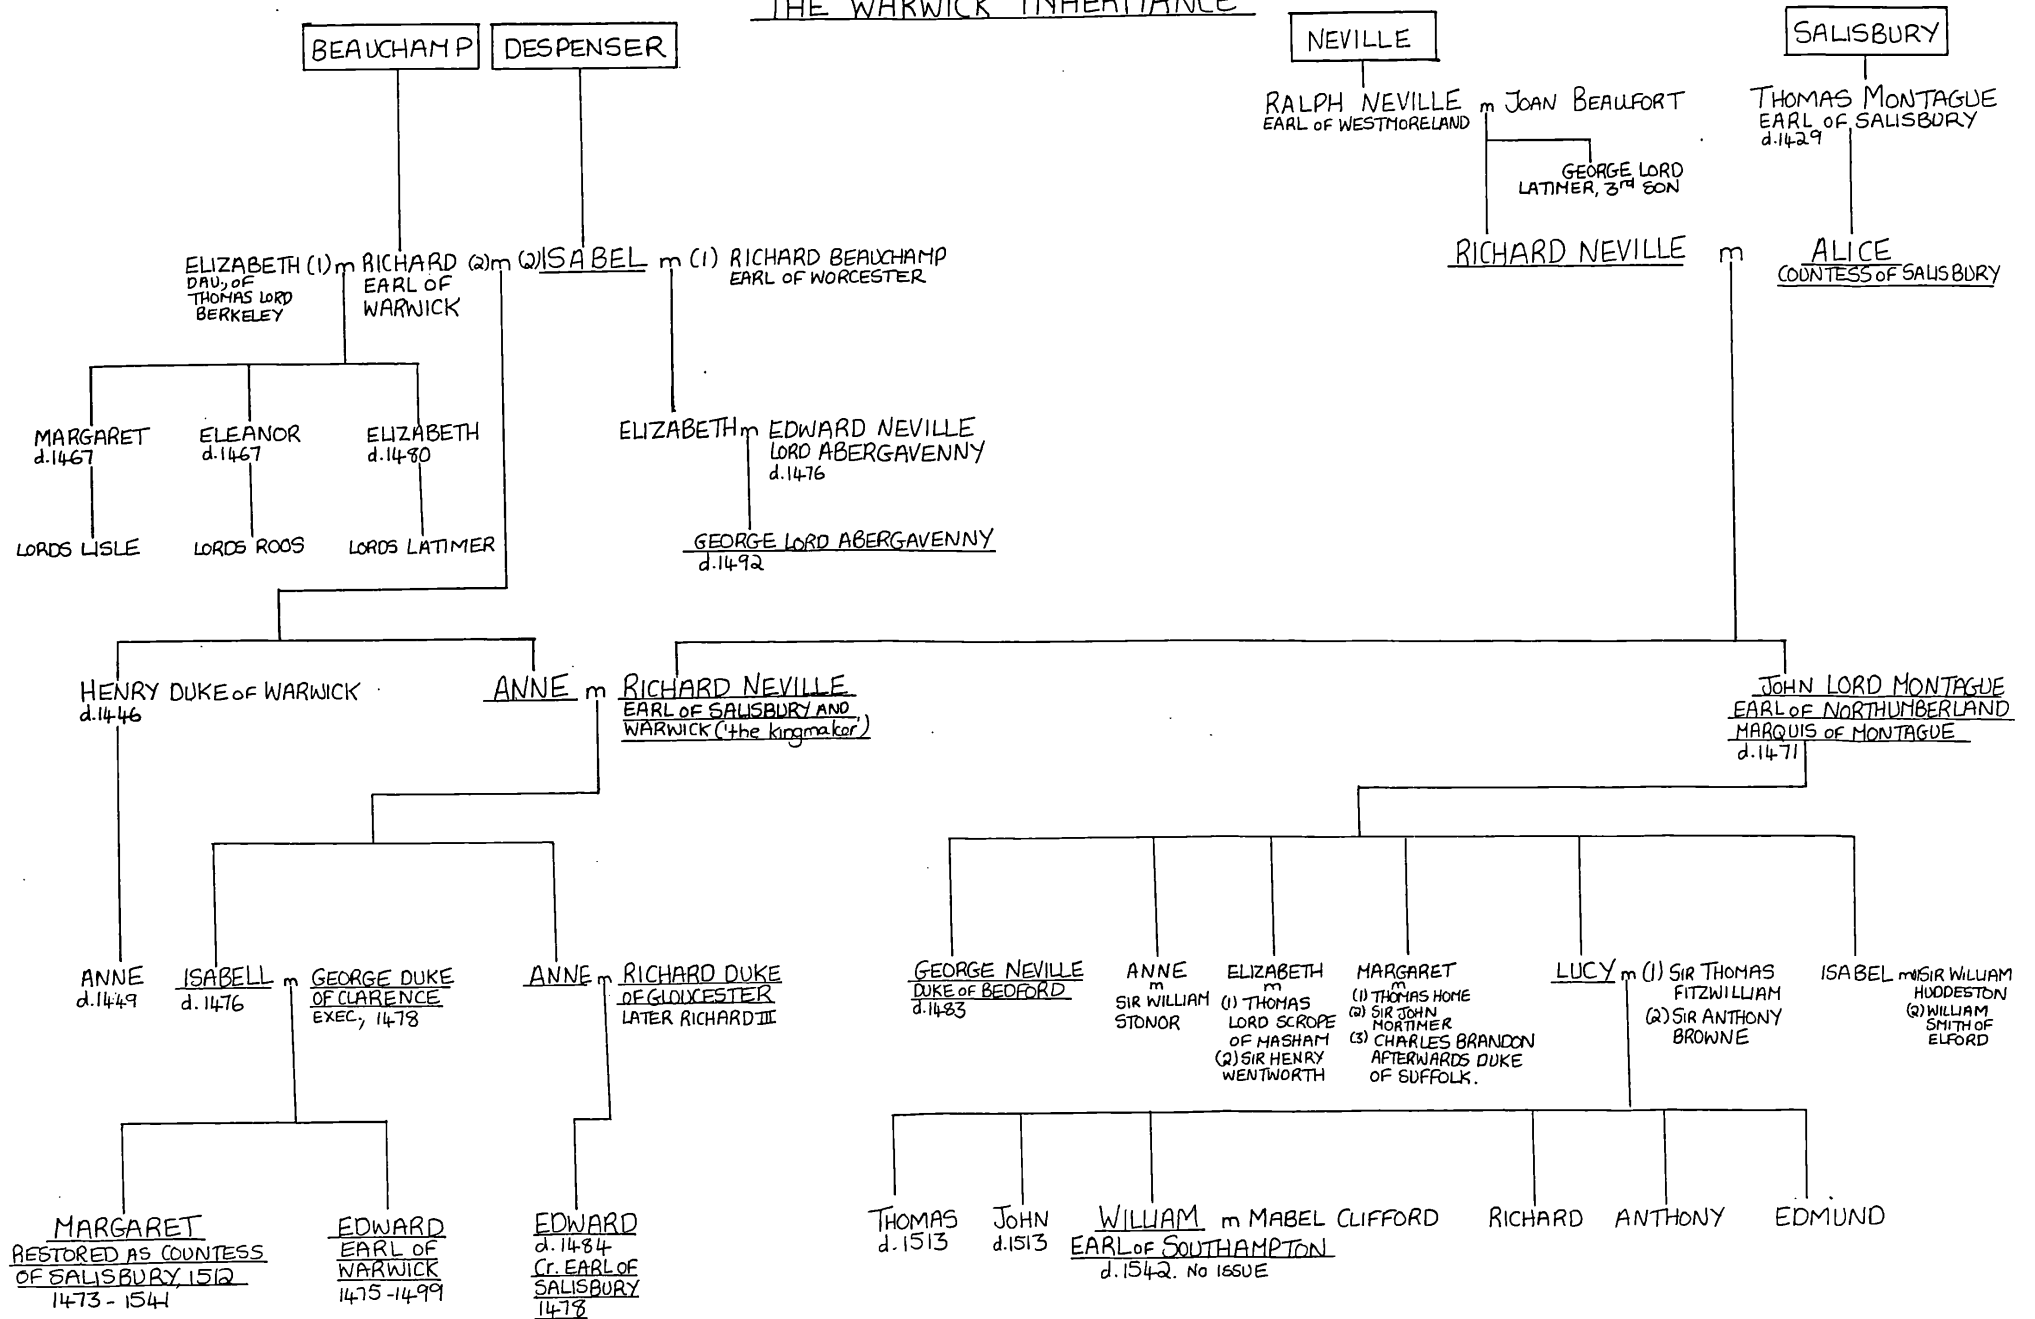 THE WARWICK INHERITANCE
BEAUCHAMP
DESPENSER
NEVILLE
SALISBURY
RALPH NEVILLE m JOAN BEAUFORT
EARL OF WESTMORELAND
THOMAS MONTAGUE
EARL OF SALISBURY
d.1429
GEORGE LORD
LATIMER, 3rd SON
ELIZABETH (1) m RICHARD (2) m (2) ISABEL m (1) RICHARD BEAUCHAMP
DAU., OF
THOMAS LORD
BERKELEY
EARL OF
WARWICK
EARL OF WORCESTER
RICHARD NEVILLE m ALICE
COUNTESS OF SALISBURY
MARGARET
d.1467
ELEANOR
d.1467
ELIZABETH
d.1480
ELIZABETH m EDWARD NEVILLE
LORD ABERGAVENNY
d.1476
LORDS LISLE
LORDS ROOS
LORDS LATIMER
GEORGE LORD ABERGAVENNY
d.1492
HENRY DUKE OF WARWICK
d.1446
ANNE m RICHARD NEVILLE
EARL OF SALISBURY AND
WARWICK ('the kingmaker')
JOHN LORD MONTAGUE
EARL OF NORTHUMBERLAND
MARQUIS OF MONTAGUE
d.1471
ANNE
d.1449
ISABELL m GEORGE DUKE
d.1476
OF CLARENCE
EXEC., 1478
ANNE m RICHARD DUKE
OF GLOUCESTER
LATER RICHARD III
GEORGE NEVILLE
DUKE OF BEDFORD
d.1483
ANNE
m
SIR WILLIAM
STONOR
ELIZABETH
m
(1) THOMAS
LORD SCROPE
OF MASHAM
(2) SIR HENRY
WENTWORTH
MARGARET
m
(1) THOMAS HOME
(2) SIR JOHN
MORTIMER
(3) CHARLES BRANDON
AFTERWARDS DUKE
OF SUFFOLK.
LUCY m (1) SIR THOMAS
FITZWILLIAM
(2) SIR ANTHONY
BROWNE
ISABEL m (1) SIR WILLIAM
HUDDESTON
(2) WILLIAM
SMITH OF
ELFORD
MARGARET
RESTORED AS COUNTESS
OF SALISBURY, 1512
1473 - 1541
EDWARD
EARL OF
WARWICK
1475 - 1499
EDWARD
d.1484
Cr. EARL OF
SALISBURY
1478
THOMAS
d.1513
JOHN
d.1513
WILLIAM m MABEL CLIFFORD
EARL OF SOUTHAMPTON
d.1542. NO ISSUE
RICHARD
ANTHONY
EDMUND